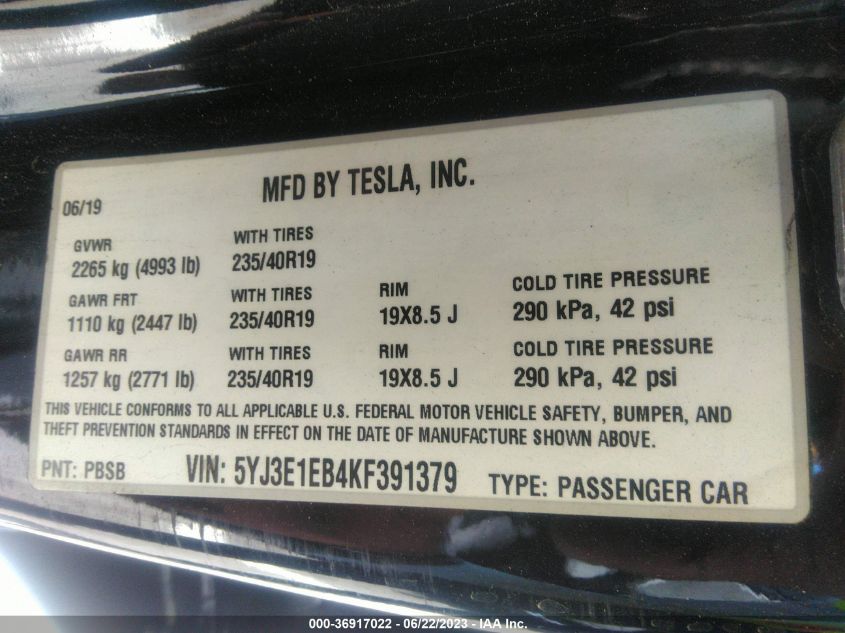 MFD BY TESLA, INC.
06/19
GVWR WITH TIRES
2265 kg (4993 lb) 235/40R19
GAWR FRT WITH TIRES RIM COLD TIRE PRESSURE
1110 kg (2447 lb) 235/40R19 19X8.5 J 290 kPa, 42 psi
GAWR RR WITH TIRES RIM COLD TIRE PRESSURE
1257 kg (2771 lb) 235/40R19 19X8.5 J 290 kPa, 42 psi
THIS VEHICLE CONFORMS TO ALL APPLICABLE U.S. FEDERAL MOTOR VEHICLE SAFETY, BUMPER, AND
THEFT PREVENTION STANDARDS IN EFFECT ON THE DATE OF MANUFACTURE SHOWN ABOVE.
PNT: PBSB VIN: 5YJ3E1EB4KF391379 TYPE: PASSENGER CAR
000-36917022 - 06/22/2023 - IAA Inc.